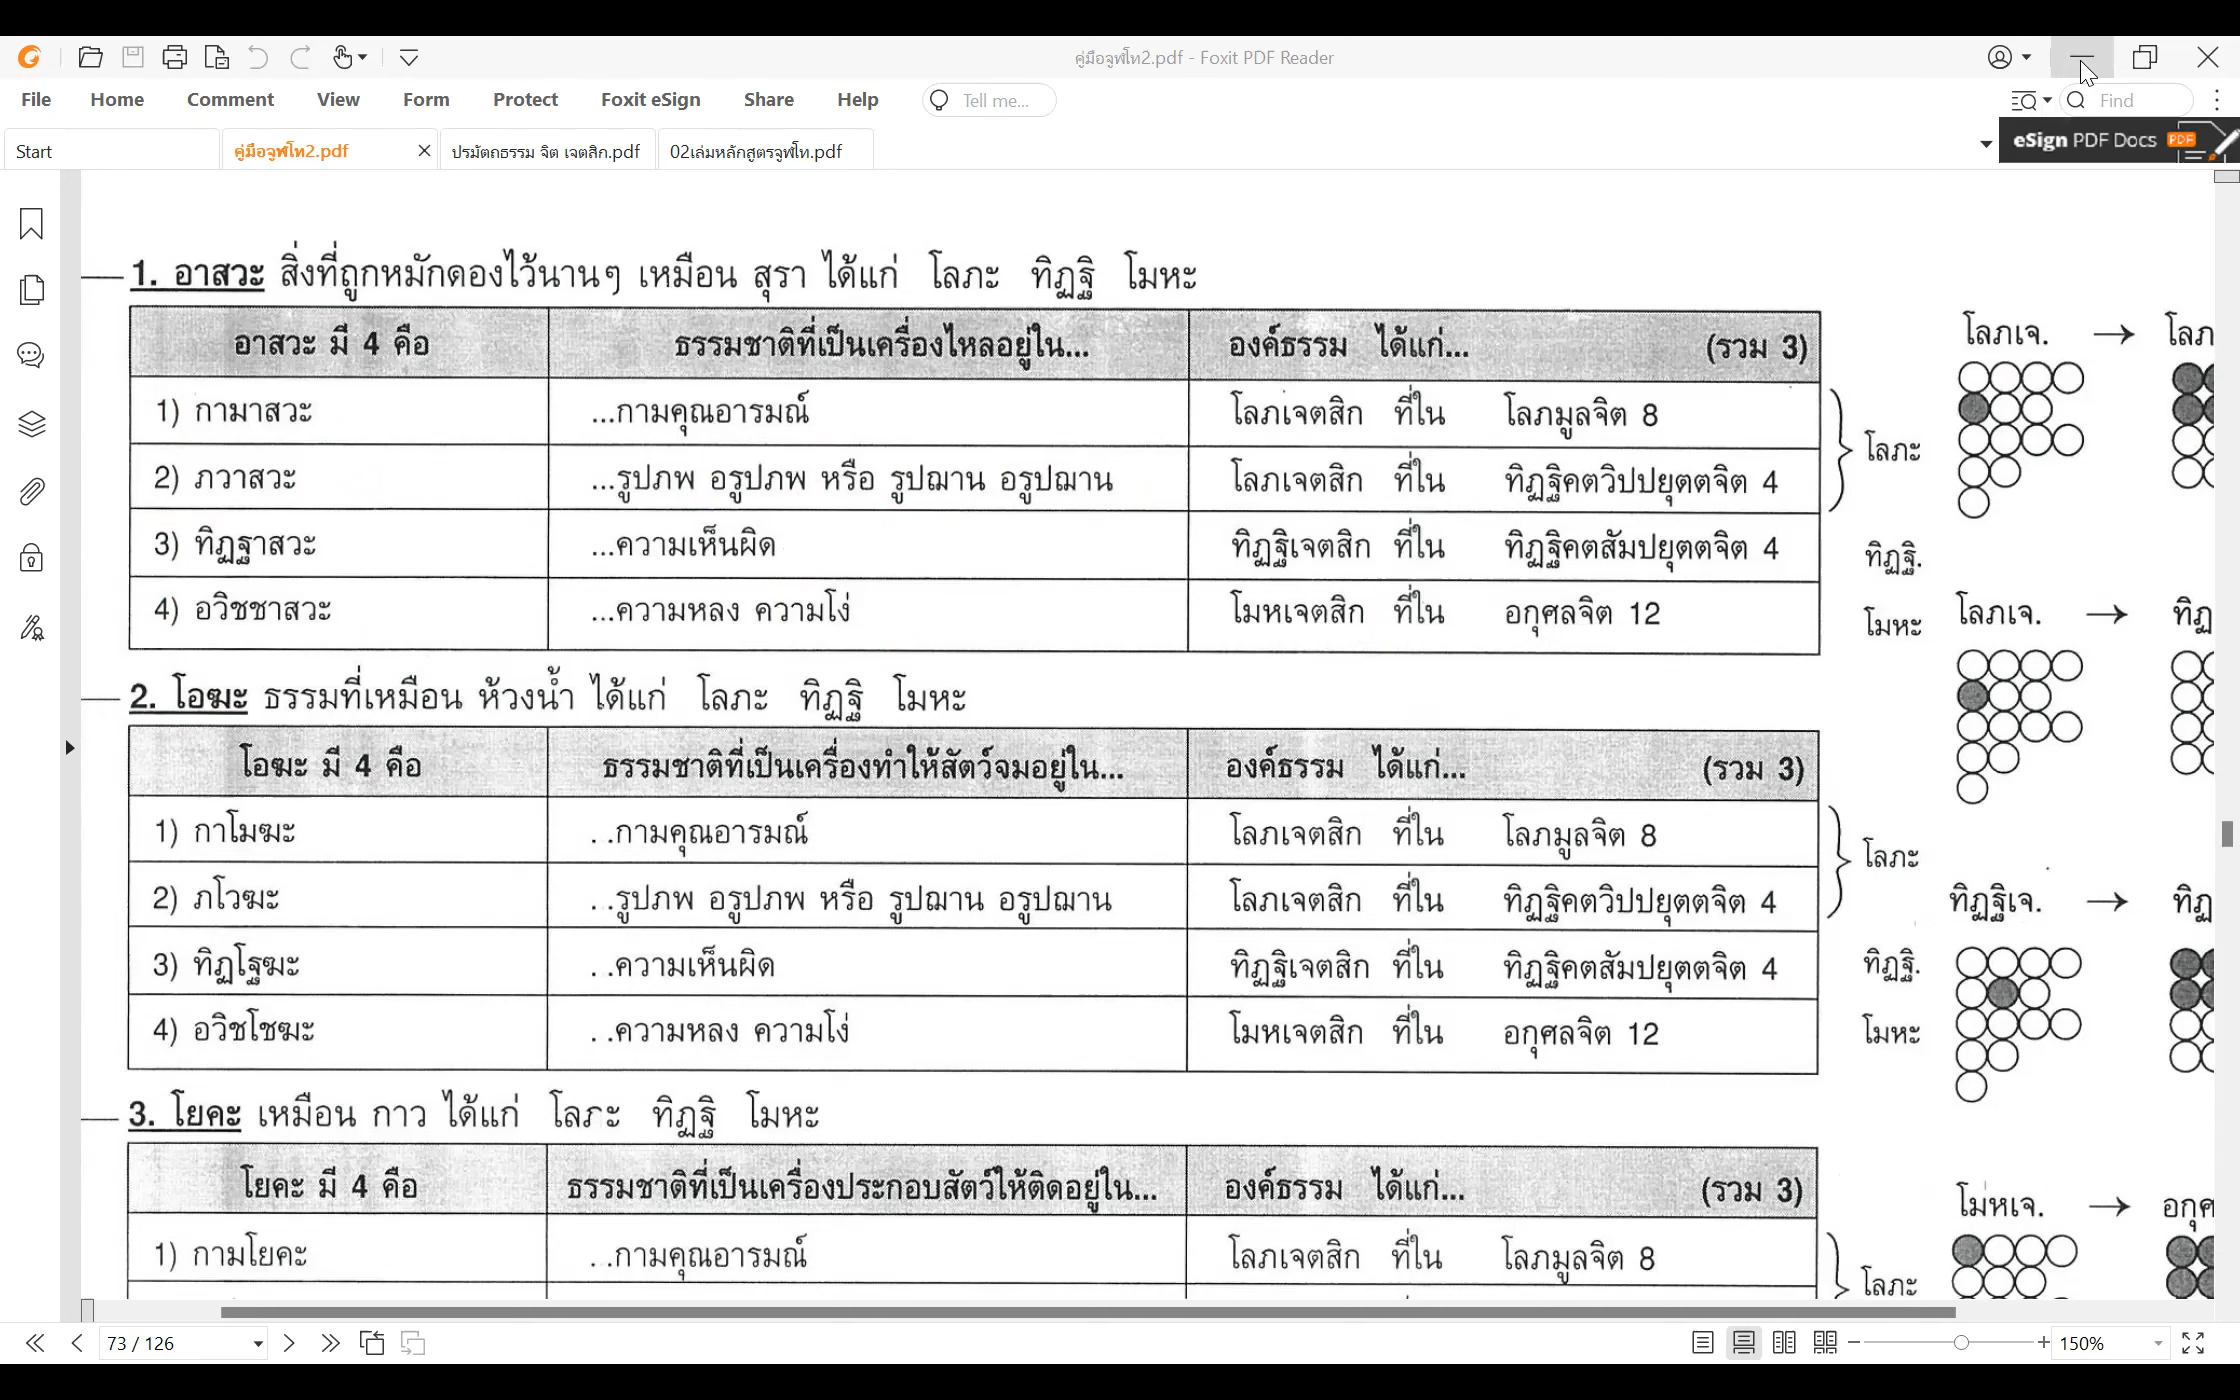 คู่มือจูฬโท2.pdf - Foxit PDF Reader
File Home Comment View Form Protect Foxit eSign Share Help Tell me... Find
Start คู่มือจูฬโท2.pdf ปรมัตถธรรม จิต เจตสิก.pdf 02เล่มหลักสูตรจูฬโท.pdf eSign PDF Docs PDF
1. อาสวะ สิ่งที่ถูกหมักดองไว้นานๆ เหมือน สุรา ได้แก่ โลภะ ทิฏฐิ โมหะ
อาสวะ มี 4 คือ ธรรมชาติที่เป็นเครื่องไหลอยู่ใน... องค์ธรรม ได้แก่... (รวม 3) โลภเจ. → โลภ
1) กามาสวะ ...กามคุณอารมณ์ โลภเจตสิก ที่ใน โลภมูลจิต 8
โลภะ
2) ภวาสวะ ...รูปภพ อรูปภพ หรือ รูปฌาน อรูปฌาน โลภเจตสิก ที่ใน ทิฏฐิคตวิปปยุตตจิต 4
3) ทิฏฐาสวะ ...ความเห็นผิด ทิฏฐิเจตสิก ที่ใน ทิฏฐิคตสัมปยุตตจิต 4 ทิฏฐิ.
4) อวิชชาสวะ ...ความหลง ความโง่ โมหเจตสิก ที่ใน อกุศลจิต 12 โมหะ โลภเจ. → ทิฏ
2. โอฆะ ธรรมที่เหมือน ห้วงน้ำ ได้แก่ โลภะ ทิฏฐิ โมหะ
โอฆะ มี 4 คือ ธรรมชาติที่เป็นเครื่องทำให้สัตว์จมอยู่ใน... องค์ธรรม ได้แก่... (รวม 3)
1) กาโมฆะ ..กามคุณอารมณ์ โลภเจตสิก ที่ใน โลภมูลจิต 8
โลภะ
2) ภโวฆะ ..รูปภพ อรูปภพ หรือ รูปฌาน อรูปฌาน โลภเจตสิก ที่ใน ทิฏฐิคตวิปปยุตตจิต 4 ทิฏฐิเจ. → ทิฏ
3) ทิฏโฐฆะ ..ความเห็นผิด ทิฏฐิเจตสิก ที่ใน ทิฏฐิคตสัมปยุตตจิต 4 ทิฏฐิ.
4) อวิชโชฆะ ..ความหลง ความโง่ โมหเจตสิก ที่ใน อกุศลจิต 12 โมหะ
3. โยคะ เหมือน กาว ได้แก่ โลภะ ทิฏฐิ โมหะ
โยคะ มี 4 คือ ธรรมชาติที่เป็นเครื่องประกอบสัตว์ให้ติดอยู่ใน... องค์ธรรม ได้แก่... (รวม 3) โมหเจ. → อกุศ
1) กามโยคะ ..กามคุณอารมณ์ โลภเจตสิก ที่ใน โลภมูลจิต 8
โลภะ
73 / 126 150%